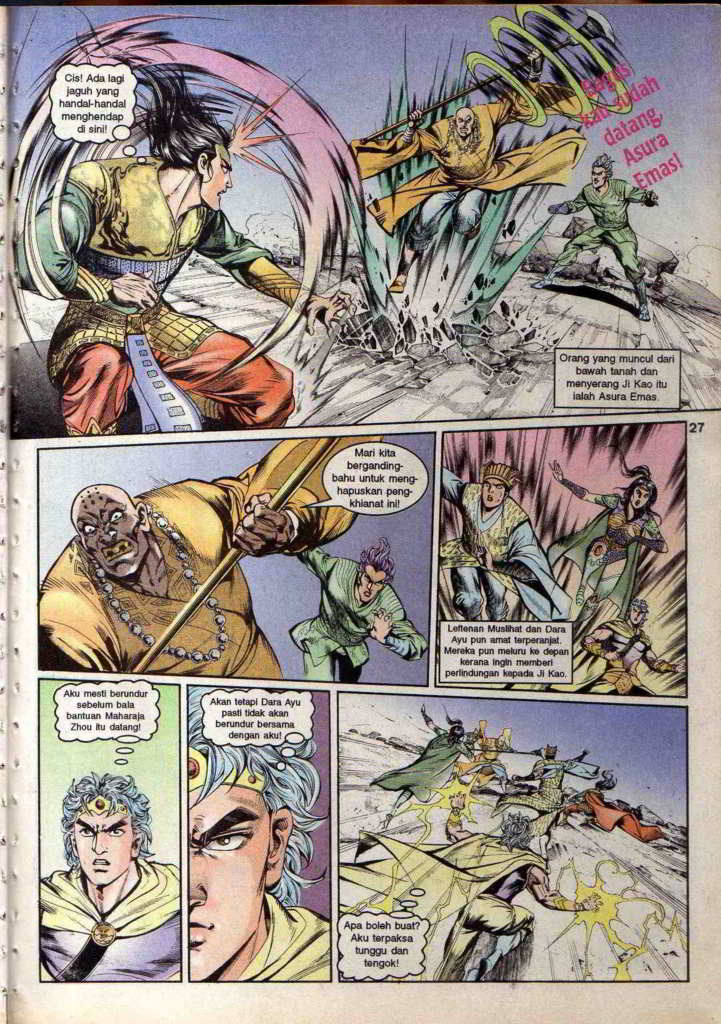 Cis! Ada lagi
jaguh yang
handal-handal
menghendap
di sini!
Bagus
kau sudah
datang,
Asura
Emas!
Orang yang muncul dari
bawah tanah dan
menyerang Ji Kao itu
ialah Asura Emas.
27
Mari kita
berganding-
bahu untuk meng-
hapuskan peng-
khianat ini!
Leftenan Muslihat dan Dara
Ayu pun amat terperanjat.
Mereka pun meluru ke depan
kerana ingin memberi
perlindungan kepada Ji Kao.
Aku mesti berundur
sebelum bala
bantuan Maharaja
Zhou itu datang!
Akan tetapi Dara Ayu
pasti tidak akan
berundur bersama
dengan aku!
Apa boleh buat?
Aku terpaksa
tunggu dan
tengok!